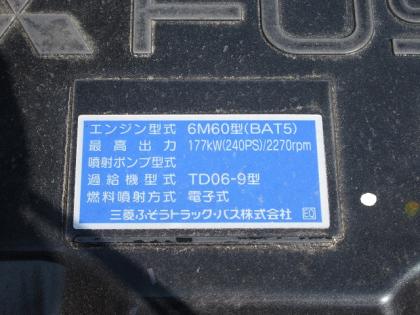 FUSO
エンジン型式 6M60型(BAT5)
最高出力 177kW(240PS)/2270rpm
噴射ポンプ型式
過給機型式 TD06-9型
燃料噴射方式 電子式
三菱ふそうトラック・バス株式会社 EQ